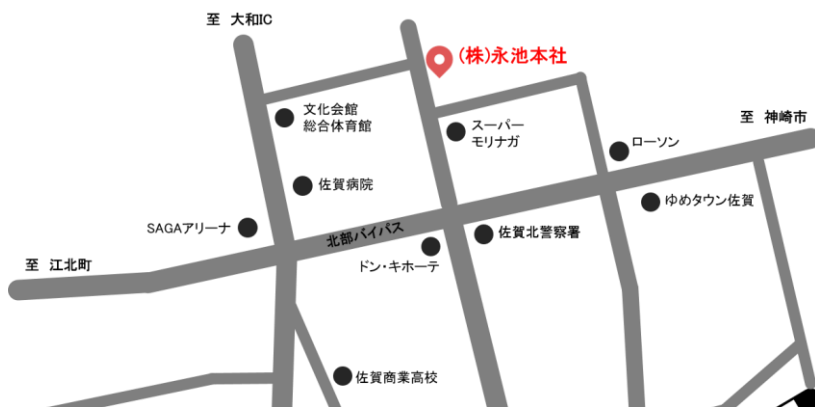 至 大和IC
(株)永池本社
文化会館
総合体育館
スーパー
モリナガ
至 神崎市
ローソン
佐賀病院
ゆめタウン佐賀
SAGAアリーナ
北部バイパス
佐賀北警察署
ドン・キホーテ
至 江北町
佐賀商業高校